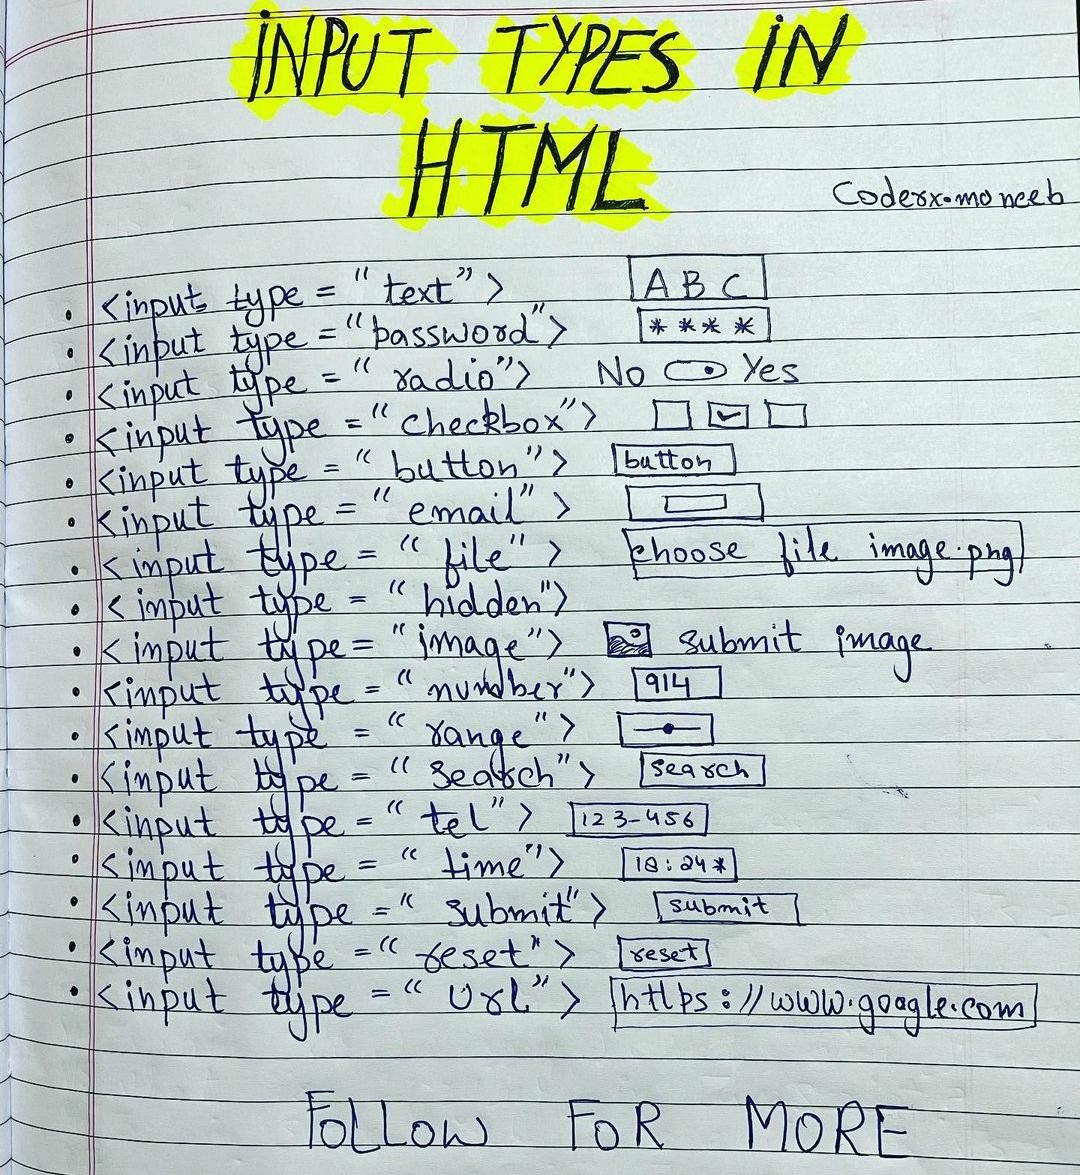 INPUT TYPES IN
HTML
Coderx.moneeb
<input type = "text"> ABC
<input type = "password"> ****
<input type = "radio"> No Yes
<input type = "checkbox">
<input type = "button"> button
<input type = "email">
<input type = "file"> choose file image.png
<input type = "hidden">
<input type = "image"> submit image
<input type = "number"> 914
<input type = "range">
<input type = "search"> search
<input type = "tel"> 123-456
<input type = "time"> 18:24*
<input type = "submit"> submit
<input type = "reset"> reset
<input type = "Url"> https://www.google.com
FOLLOW FOR MORE